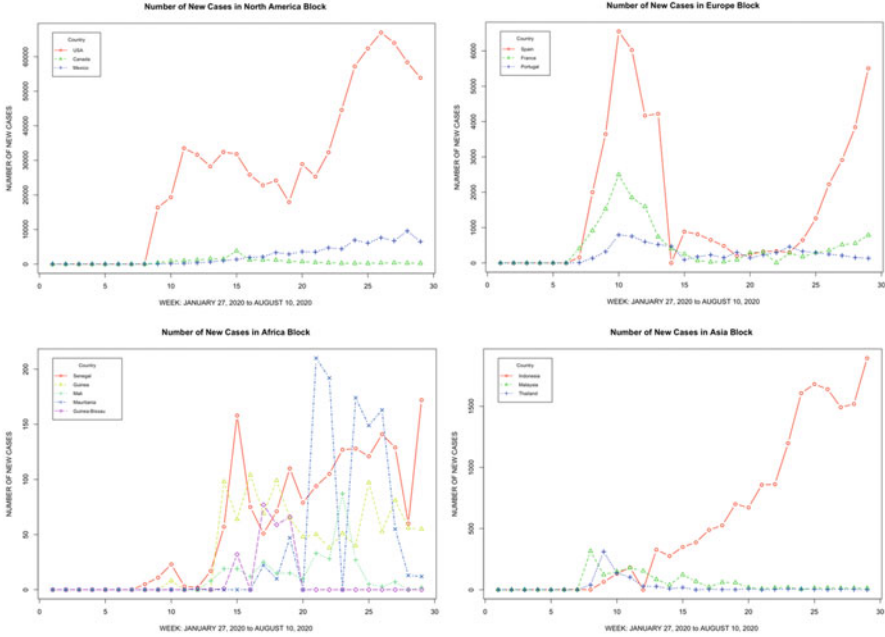 Number of New Cases in North America Block
Country
USA
Canada
Mexico
NUMBER OF NEW CASES
0
10000
20000
30000
40000
50000
60000
0 5 10 15 20 25 30
WEEK: JANUARY 27, 2020 to AUGUST 10, 2020
Number of New Cases in Europe Block
Country
Spain
France
Portugal
NUMBER OF NEW CASES
0
1000
2000
3000
4000
5000
6000
0 5 10 15 20 25 30
WEEK: JANUARY 27, 2020 to AUGUST 10, 2020
Number of New Cases in Africa Block
Country
Senegal
Guinea
Mali
Mauritania
Guinea-Bissau
NUMBER OF NEW CASES
0
50
100
150
200
0 5 10 15 20 25 30
WEEK: JANUARY 27, 2020 to AUGUST 10, 2020
Number of New Cases in Asia Block
Country
Indonesia
Malaysia
Thailand
NUMBER OF NEW CASES
0
500
1000
1500
0 5 10 15 20 25 30
WEEK: JANUARY 27, 2020 to AUGUST 10, 2020